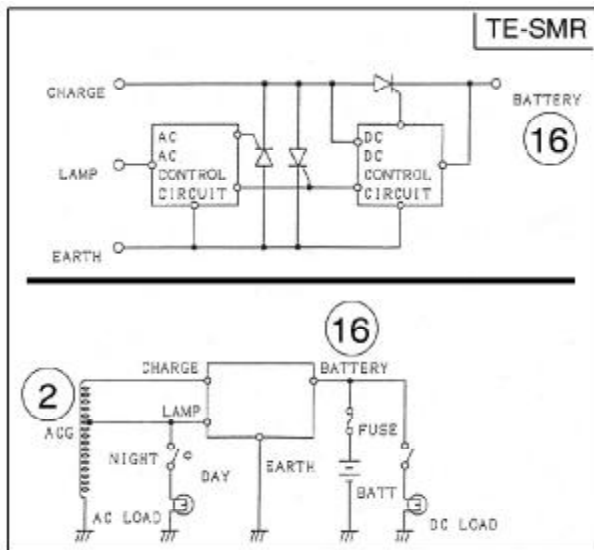 TE-SMR
CHARGE
BATTERY
16
AC
AC
CONTROL
CIRCUIT
DC
DC
CONTROL
CIRCUIT
LAMP
EARTH
16
2
CHARGE
BATTERY
ACG
LAMP
FUSE
NIGHT
DAY
EARTH
BATT
AC LOAD
DC LOAD